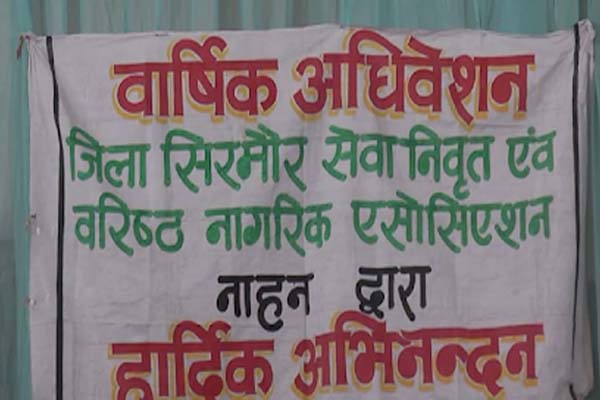 वार्षिक अधिवेशन
जिला सिरमौर सेवा निवृत एंव
वरिष्ठ नागरिक एसोसिएशन
नाहन द्वारा
हार्दिक अभिनन्दन